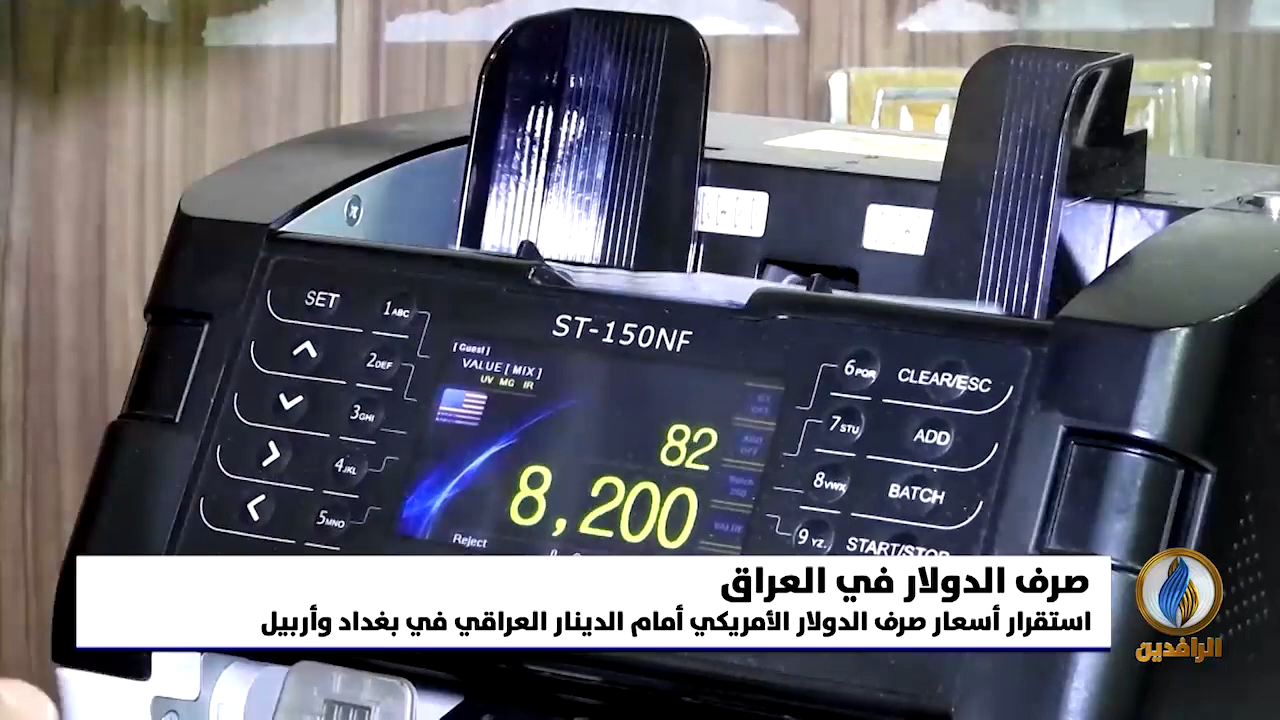 ST-150NF
SET
1ABC
2DEF
3GHI
4JKL
5MNO
[ Guest ]
VALUE [ MIX ]
UV MG IR
82
8,200
Reject
6PQR
CLEAR/ESC
7STU
ADD
8VWX
BATCH
9YZ.
START/STOP
صرف الدولار في العراق
استقرار أسعار صرف الدولار الأمريكي أمام الدينار العراقي في بغداد وأربيل
الرافدين